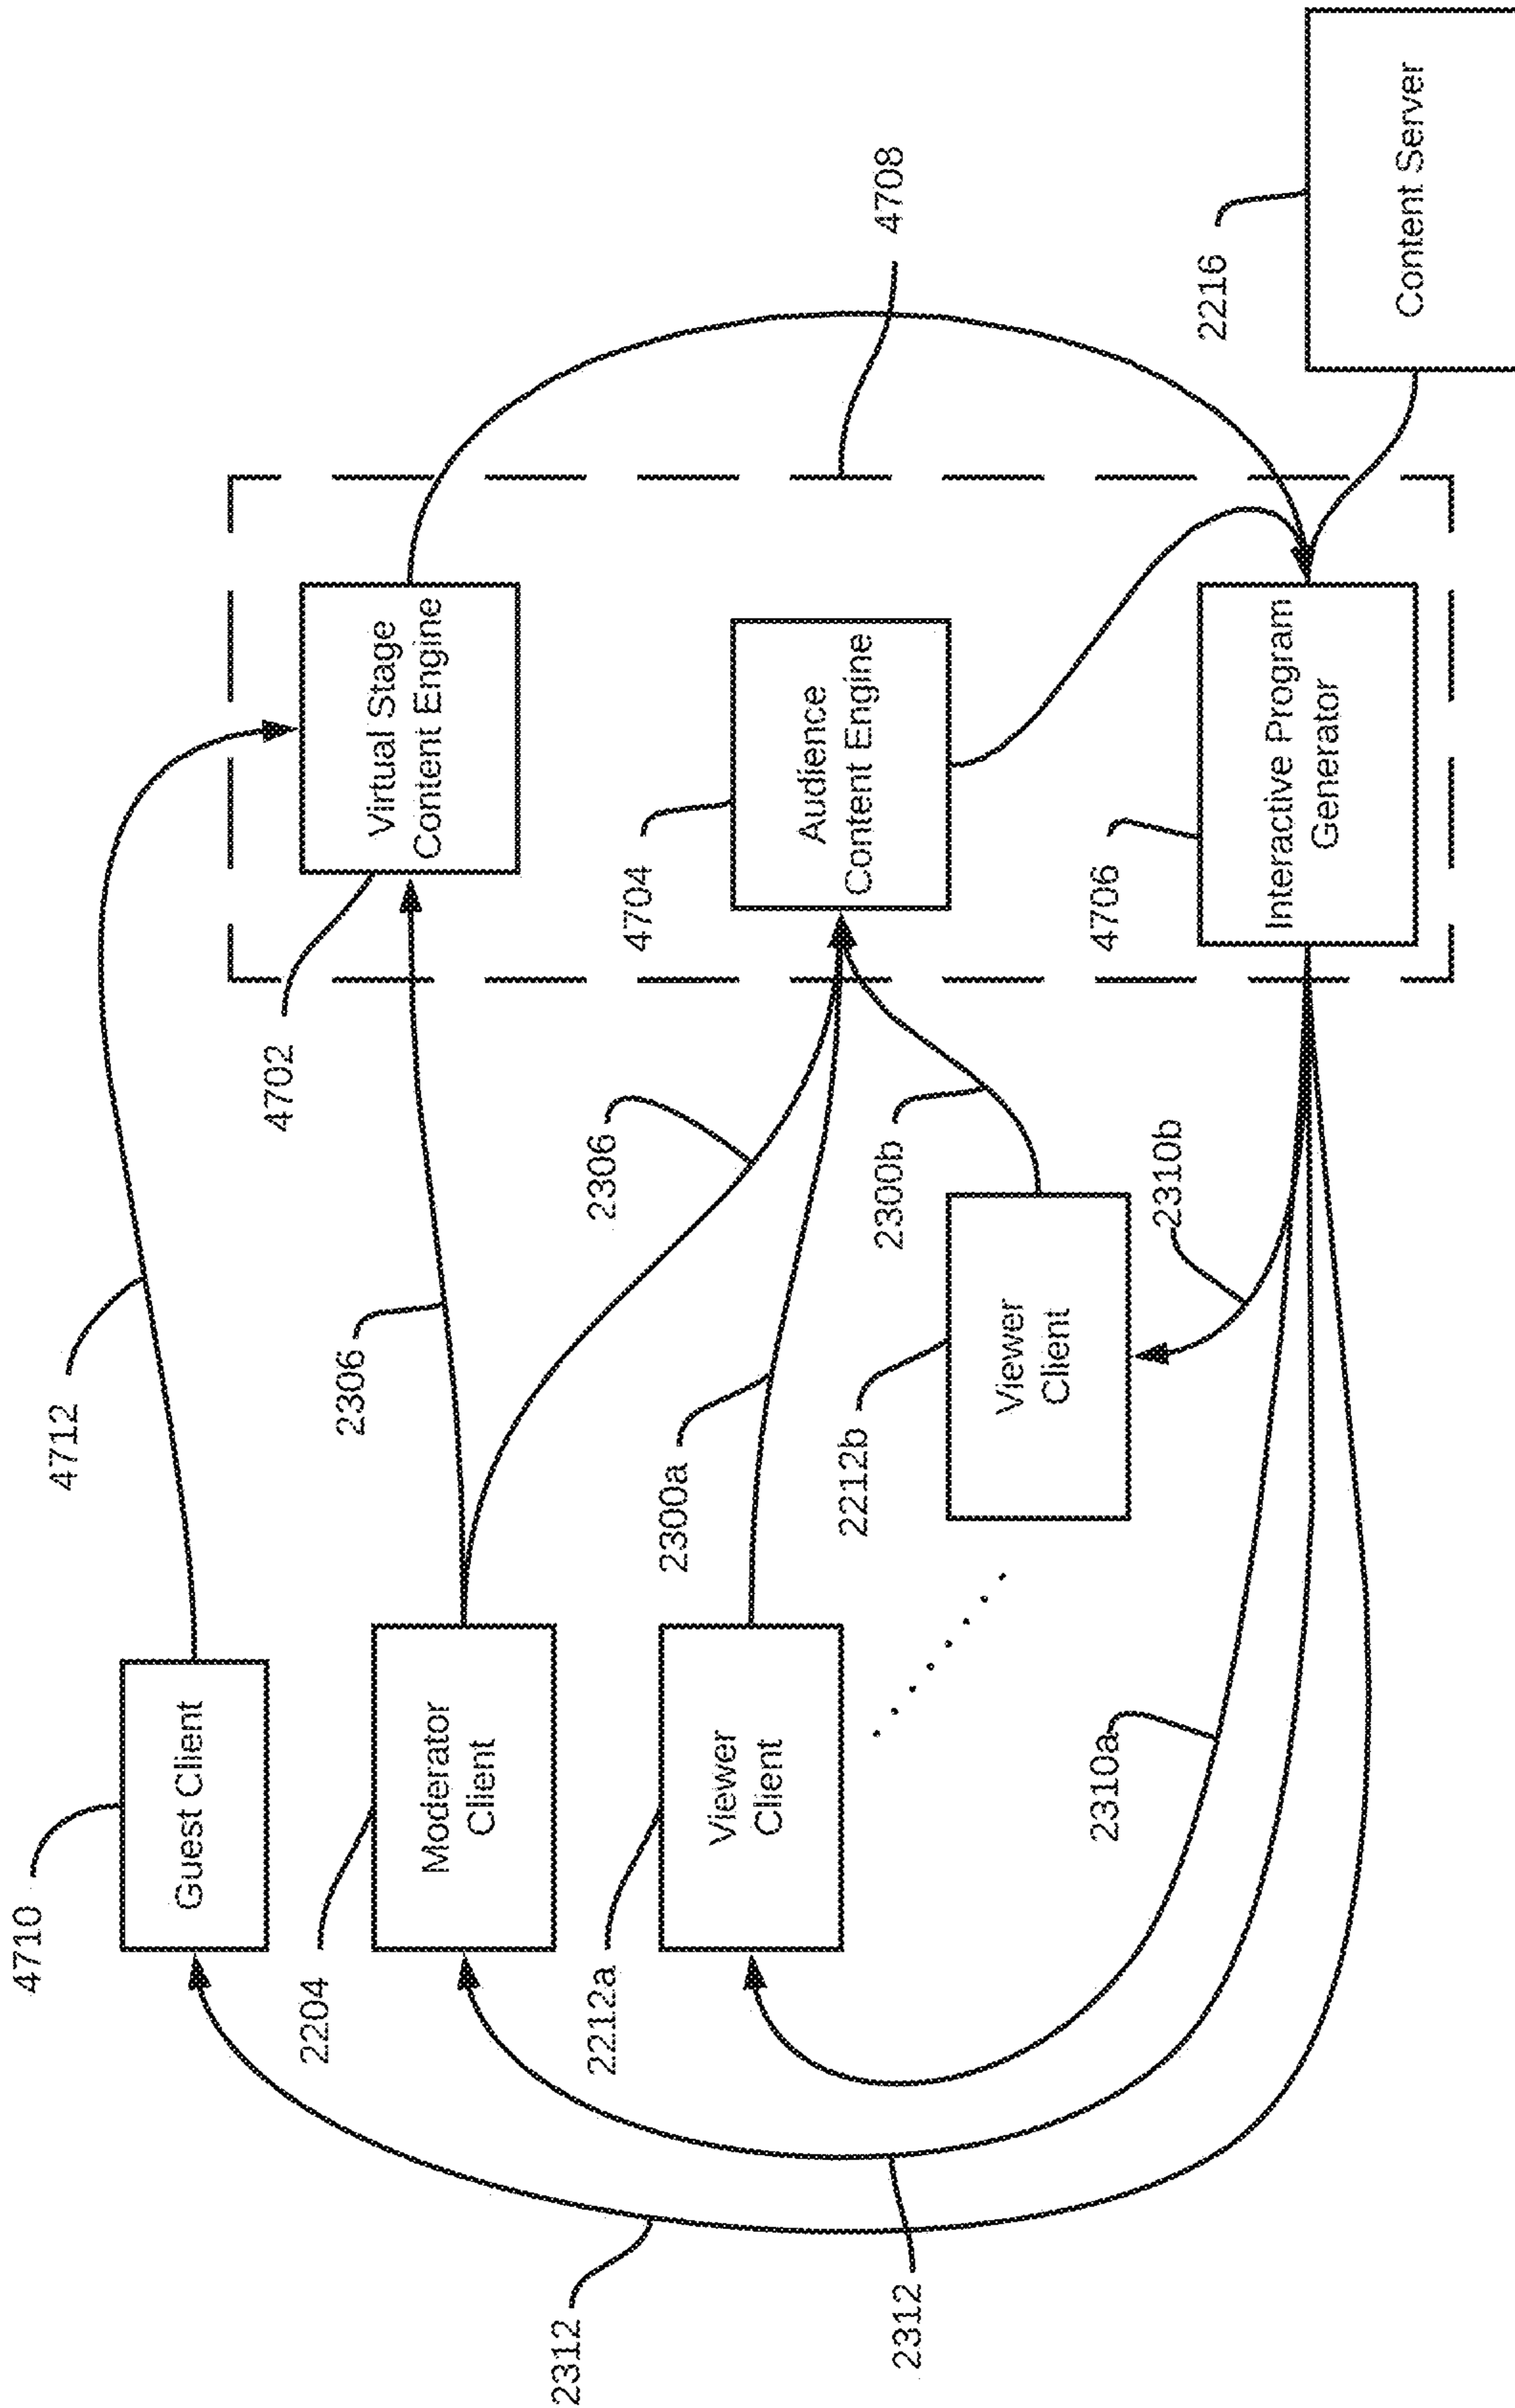 4710
4712
Guest Client
4702
2204
2306
Virtual Stage
Content Engine
Moderator
Client
2312
2212a
2306
4704
2300a
Viewer
Client
Audience
Content Engine
2212b
2300b
4708
2312
Viewer
Client
2310a
4706
2310b
2216
Interactive Program
Generator
Content Server